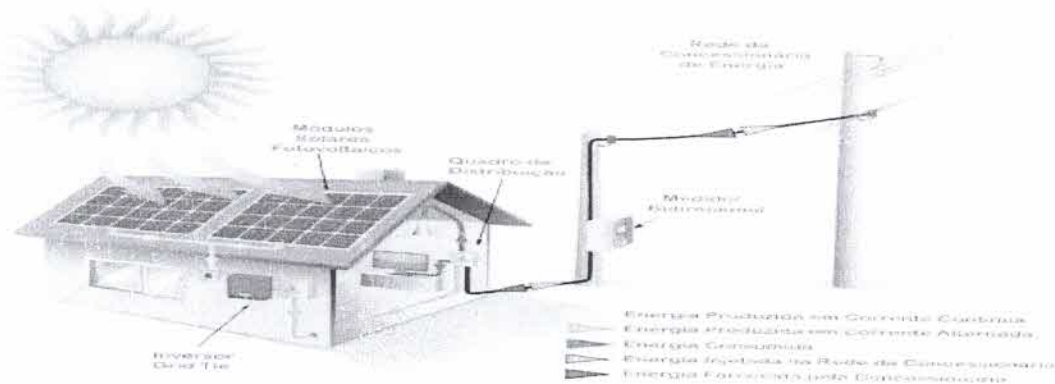 Rede da
Concessionária
de Energia
Módulos
Solares
Fotovoltaicos
Quadro de
Distribuição
Medidor
Bidirecional
Inversor
Grid Tie
Energia Produzida em Corrente Contínua
Energia Produzida em Corrente Alternada
Energia Consumida
Energia Injetada na Rede da Concessionária
Energia Fornecida pela Concessionária